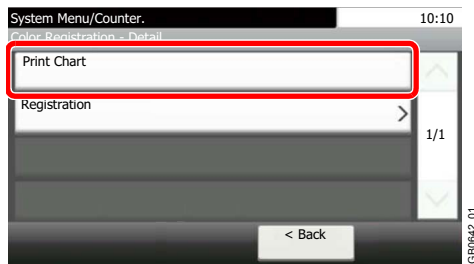 System Menu/Counter.
10:10
Color Registration - Detail
Print Chart
Registration
1/1
< Back
GB0642_01